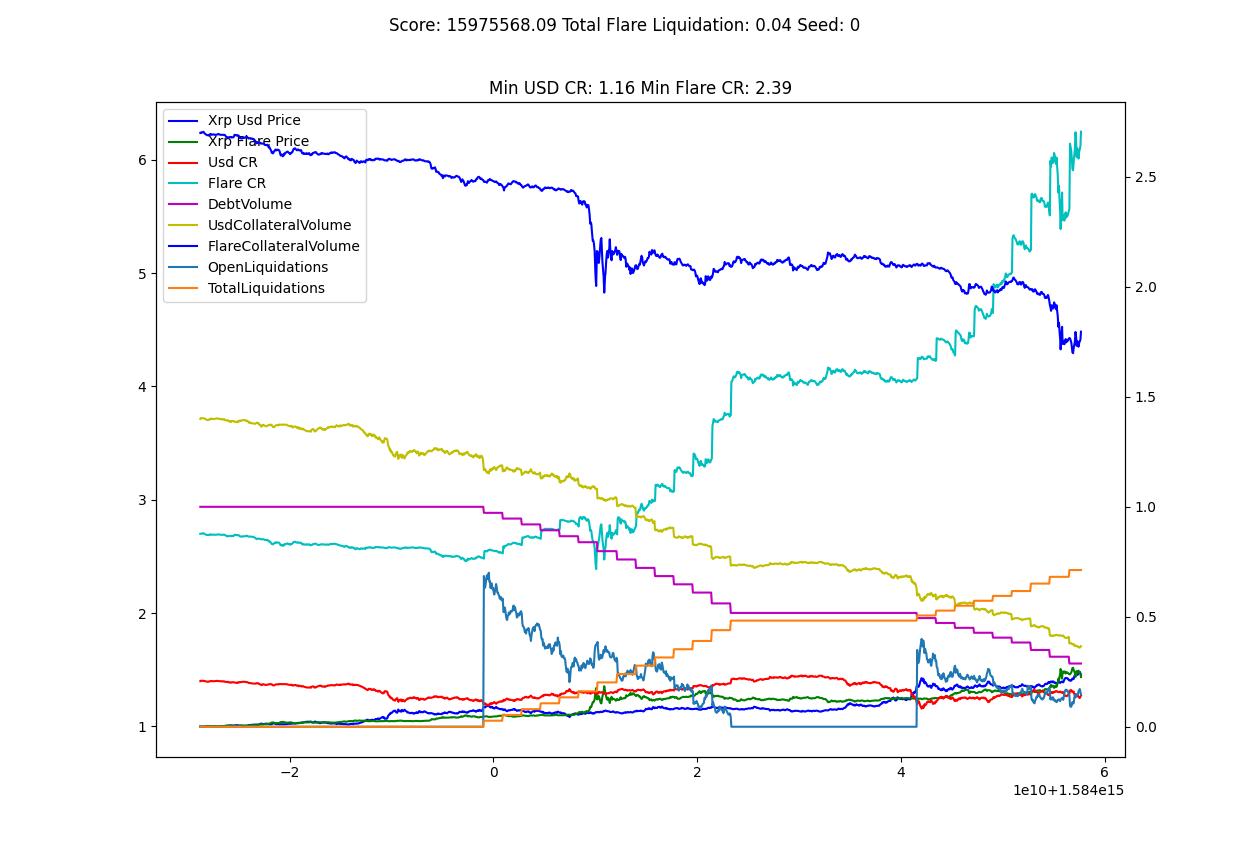 Score: 15975568.09 Total Flare Liquidation: 0.04 Seed: 0
Min USD CR: 1.16 Min Flare CR: 2.39
Xrp Usd Price
Xrp Flare Price
Usd CR
Flare CR
DebtVolume
UsdCollateralVolume
FlareCollateralVolume
OpenLiquidations
TotalLiquidations
6
5
4
3
2
1
2.5
2.0
1.5
1.0
0.5
0.0
−2
0
2
4
6
1e10+1.584e15